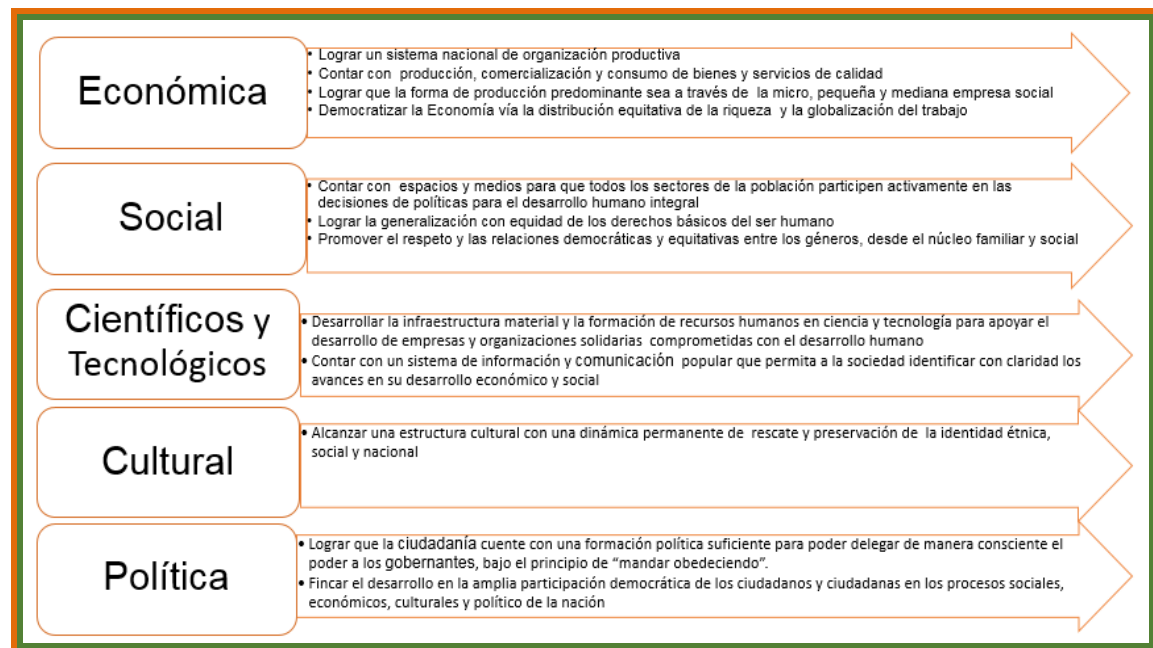 Económica
• Lograr un sistema nacional de organización productiva
• Contar con producción, comercialización y consumo de bienes y servicios de calidad
• Lograr que la forma de producción predominante sea a través de la micro, pequeña y mediana empresa social
• Democratizar la Economía vía la distribución equitativa de la riqueza y la globalización del trabajo
Social
• Contar con espacios y medios para que todos los sectores de la población participen activamente en las
decisiones de políticas para el desarrollo humano integral
• Lograr la generalización con equidad de los derechos básicos del ser humano
• Promover el respeto y las relaciones democráticas y equitativas entre los géneros, desde el núcleo familiar y social
Científicos y
Tecnológicos
• Desarrollar la infraestructura material y la formación de recursos humanos en ciencia y tecnología para apoyar el
desarrollo de empresas y organizaciones solidarias comprometidas con el desarrollo humano
• Contar con un sistema de información y comunicación popular que permita a la sociedad identificar con claridad los
avances en su desarrollo económico y social
Cultural
• Alcanzar una estructura cultural con una dinámica permanente de rescate y preservación de la identidad étnica,
social y nacional
Política
• Lograr que la ciudadanía cuente con una formación política suficiente para poder delegar de manera consciente el
poder a los gobernantes, bajo el principio de “mandar obedeciendo”.
• Fincar el desarrollo en la amplia participación democrática de los ciudadanos y ciudadanas en los procesos sociales,
económicos, culturales y político de la nación